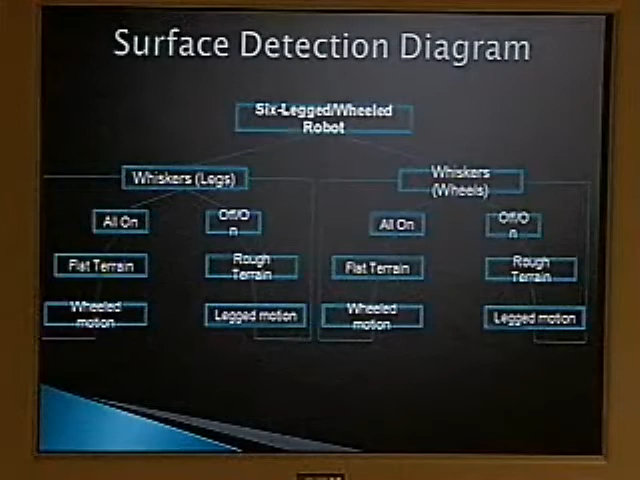 Surface Detection Diagram
Six-Legged/Wheeled
Robot
Whiskers (Legs)
Whiskers
(Wheels)
All On
Off/O
n
All On
Off/O
n
Flat Terrain
Rough
Terrain
Flat Terrain
Rough
Terrain
Wheeled
motion
Legged motion
Wheeled
motion
Legged motion